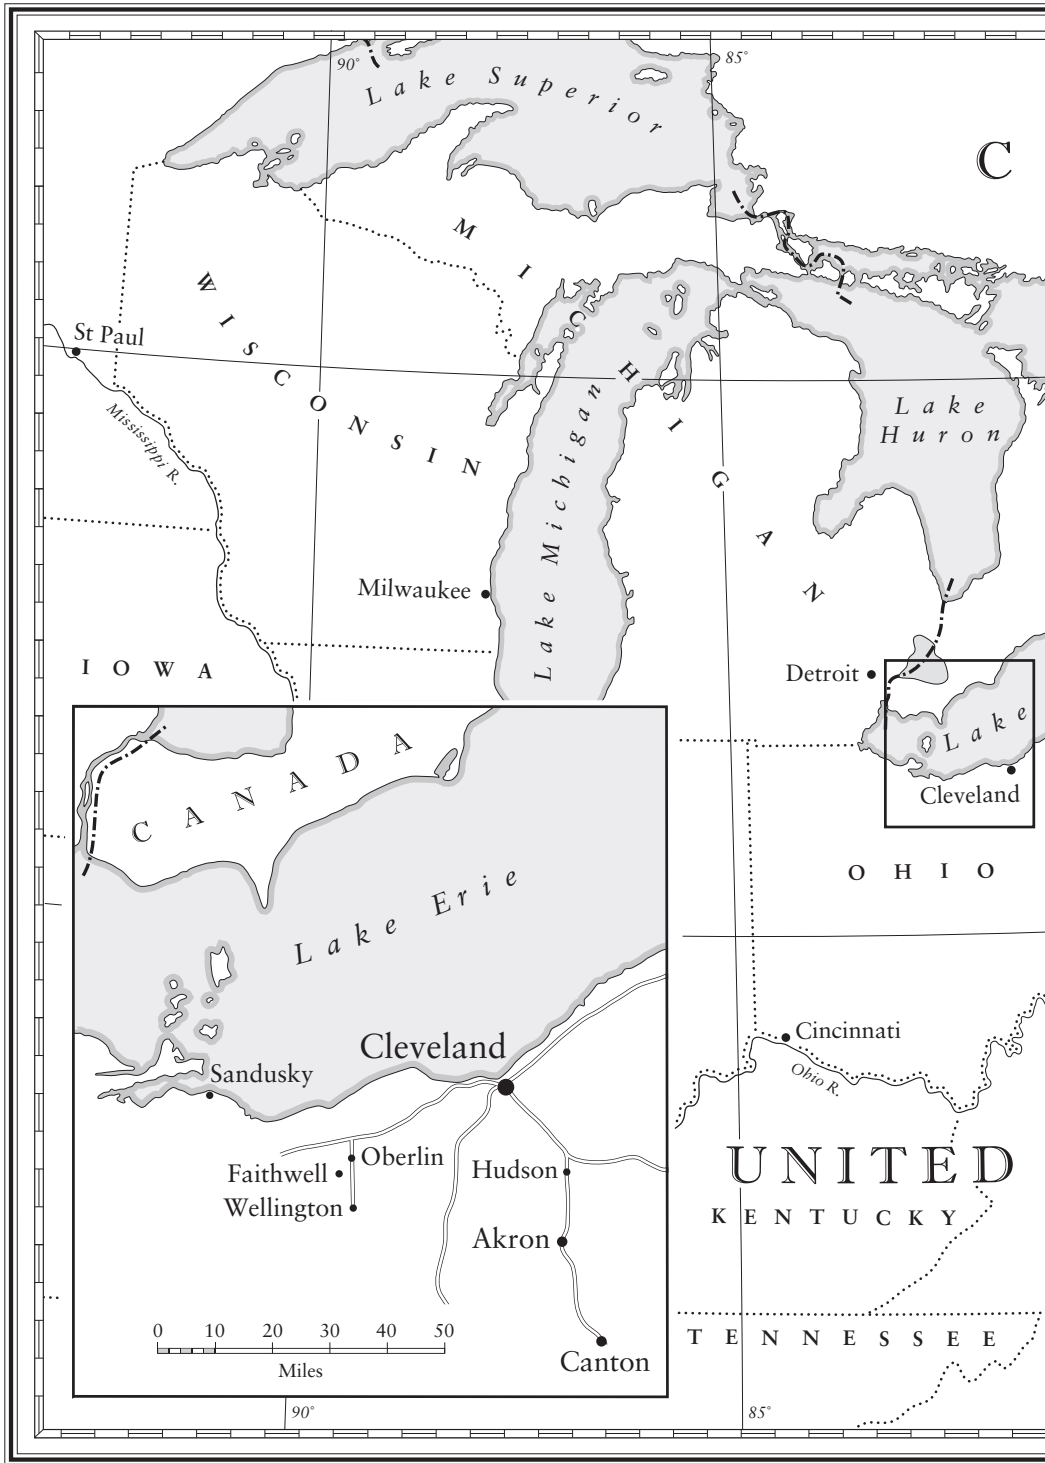 90°
85°
Lake Superior
C
MICHIGAN
WISCONSIN
St Paul
Mississippi R.
Lake Michigan
Lake
Huron
Milwaukee
IOWA
Detroit
Lake
Cleveland
OHIO
CANADA
Lake Erie
Cleveland
Sandusky
Oberlin
Faithwell
Wellington
Hudson
Akron
Canton
0 10 20 30 40 50
Miles
Cincinnati
Ohio R.
UNITED
KENTUCKY
TENNESSEE
90°
85°